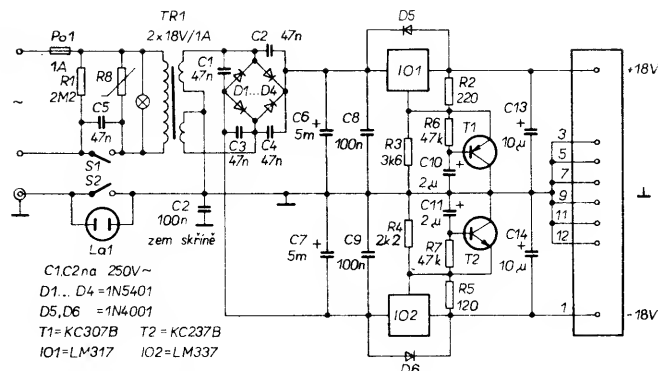 TR1
2x18V/1A
Po1
1A
R1
2M2
R8
C5
47n
S1
S2
La1
C1
47n
C2
47n
D1...D4
C3
47n
C4
47n
C2
100n
zem skříně
C6
5m
+
C8
100n
C7
5m
+
C9
100n
D5
IO1
R2
220
R3
3k6
R6
47k
T1
C10
2µ
+
C11
2µ
+
R4
2k2
R7
47k
T2
R5
120
IO2
D6
C13
10µ
+
C14
10µ
+
+18V
3
5
7
9
11
12
1
-18V
~
C1,C2 na 250V~
D1... D4 =1N5401
D5,D6 =1N4001
T1=KC307B T2=KC237B
IO1=LM317 IO2=LM337